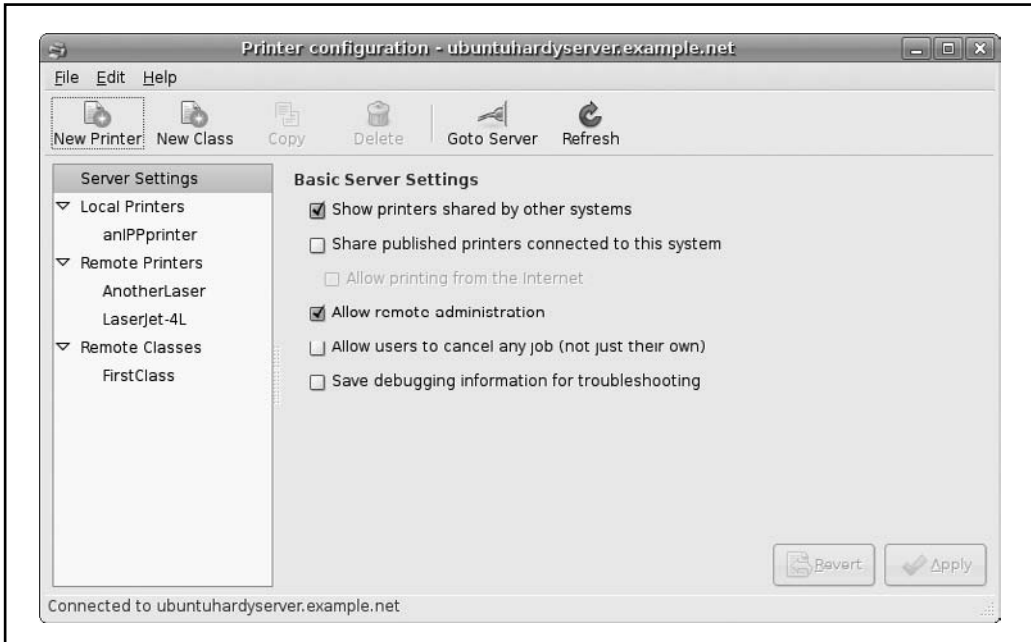 Printer configuration - ubuntuhardyserver.example.net
File Edit Help
New Printer New Class Copy Delete Goto Server Refresh
Server Settings
Local Printers
anIPPprinter
Remote Printers
AnotherLaser
LaserJet-4L
Remote Classes
FirstClass
Basic Server Settings
Show printers shared by other systems
Share published printers connected to this system
Allow printing from the Internet
Allow remote administration
Allow users to cancel any job (not just their own)
Save debugging information for troubleshooting
Revert Apply
Connected to ubuntuhardyserver.example.net